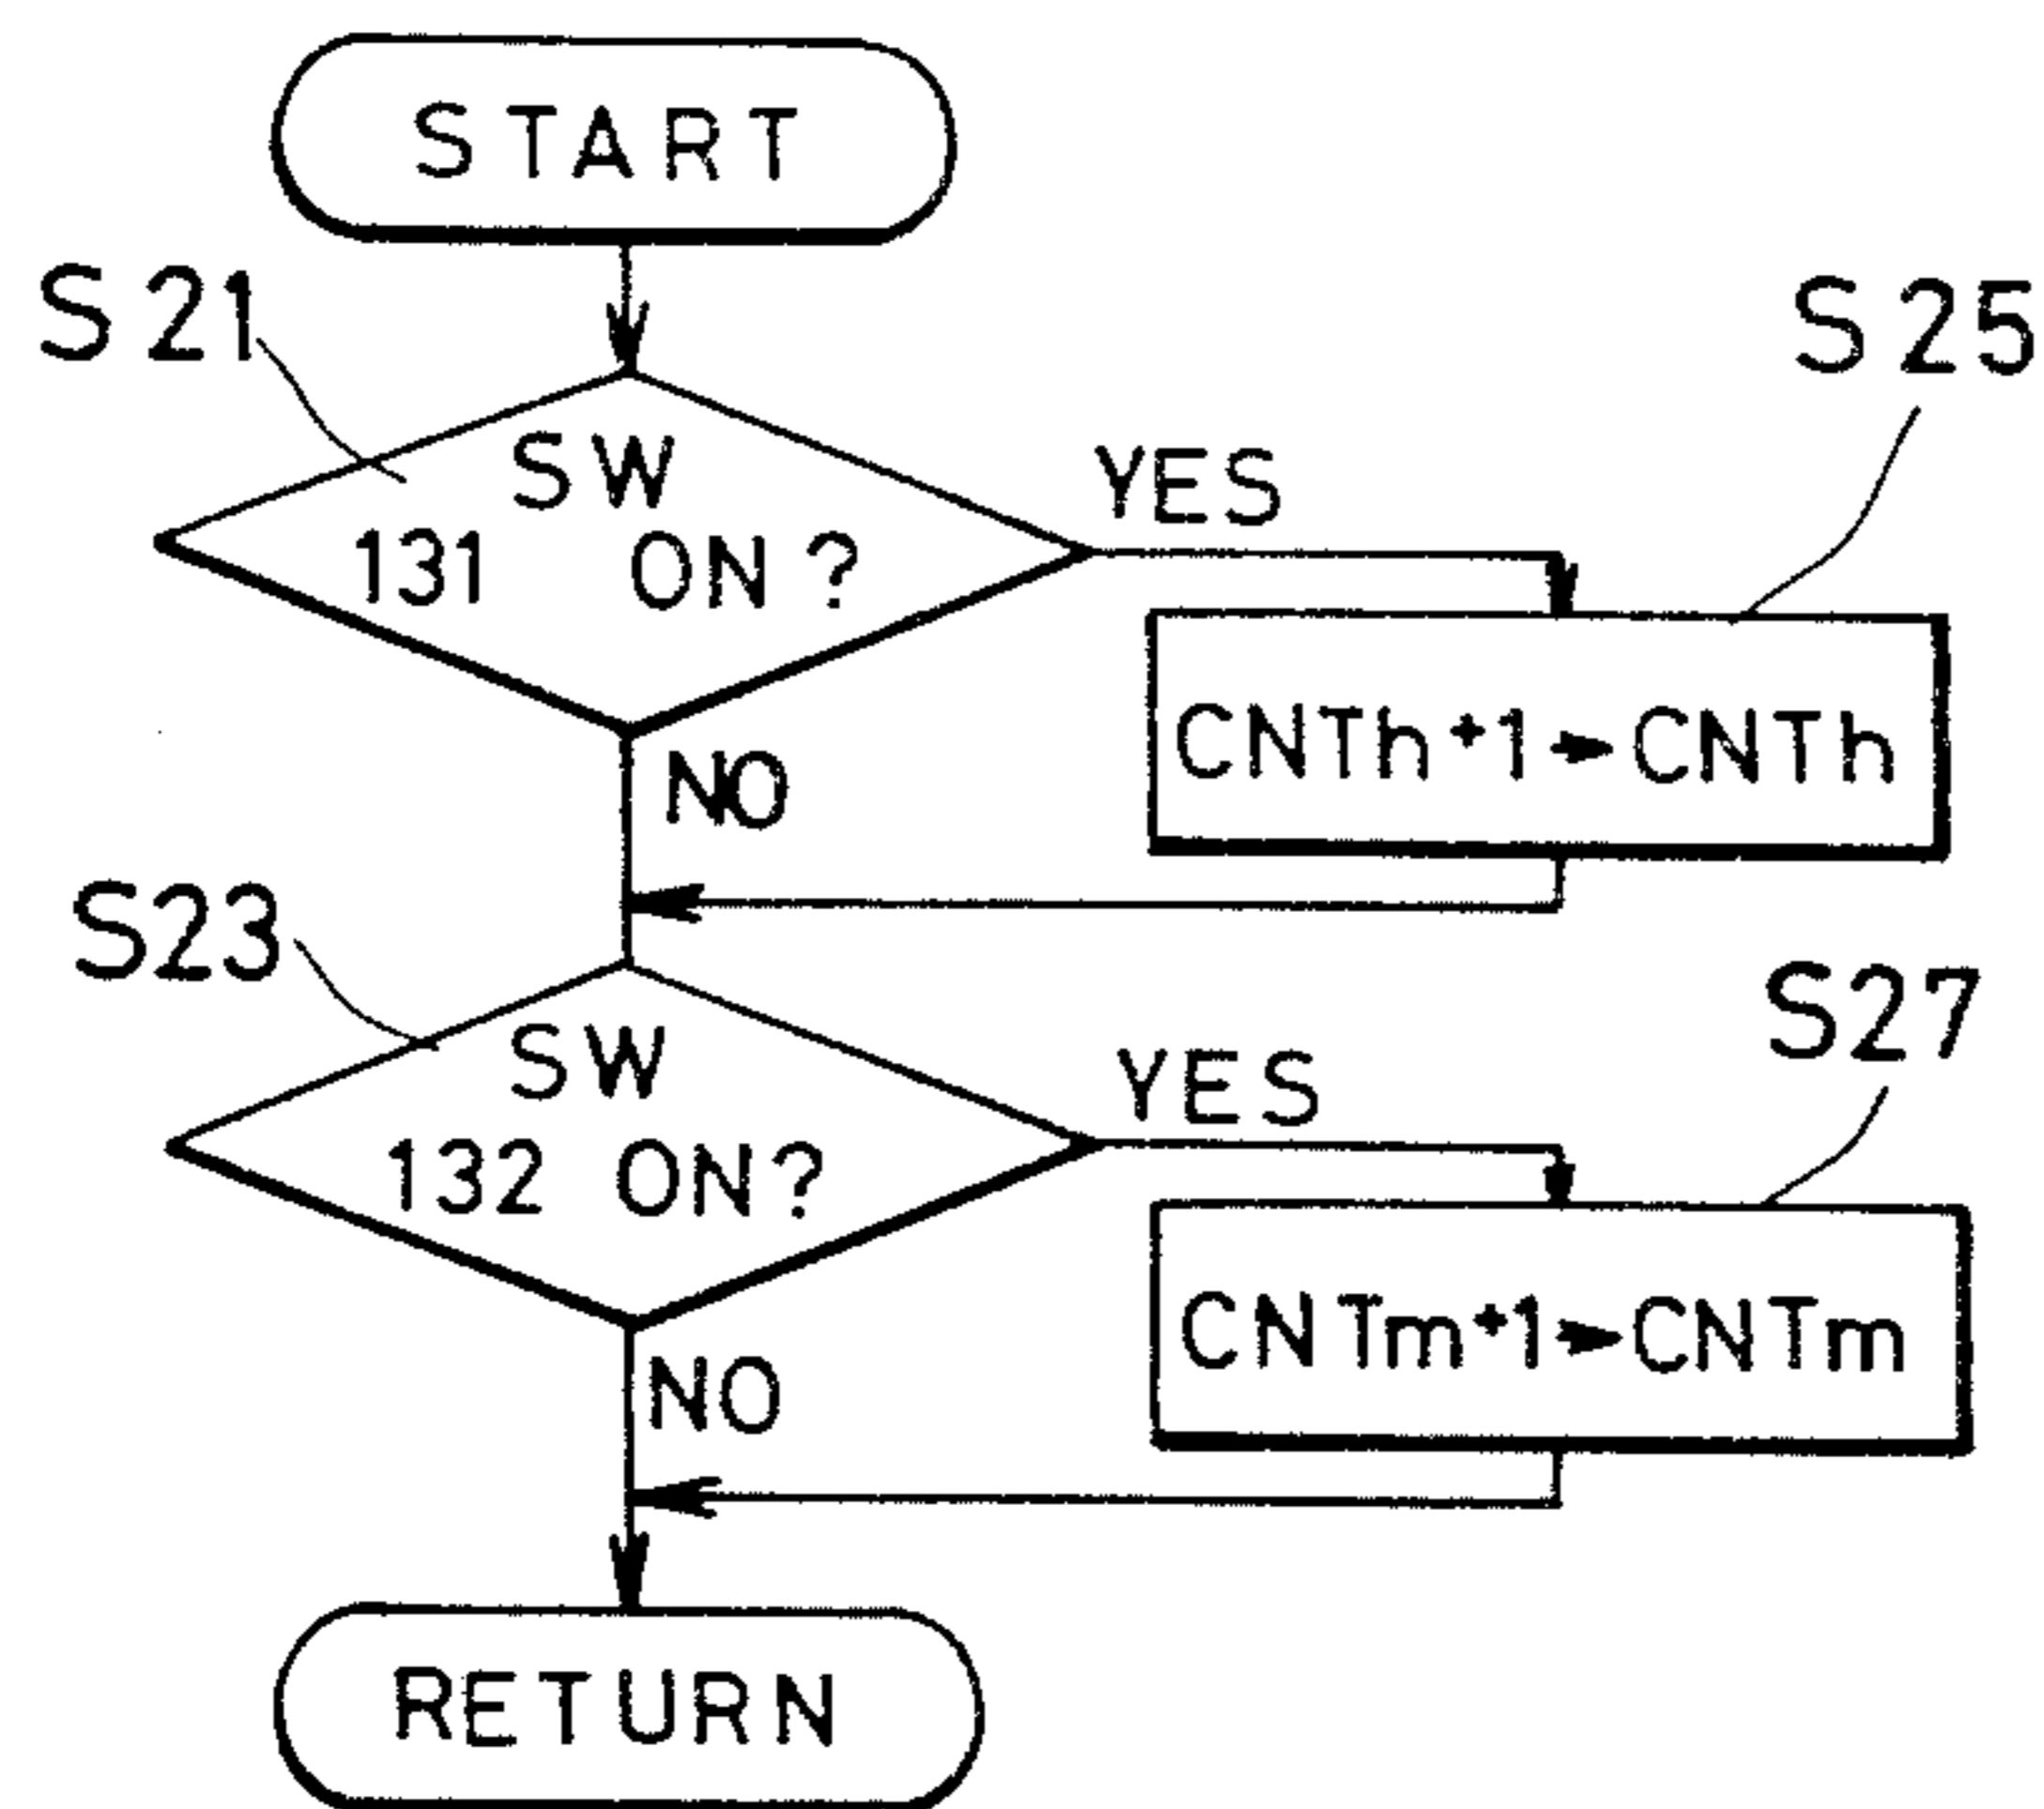 START
S21
SW
131 ON?
YES
S25
CNTh+1→CNTh
NO
S23
SW
132 ON?
YES
S27
CNTm+1→CNTm
NO
RETURN